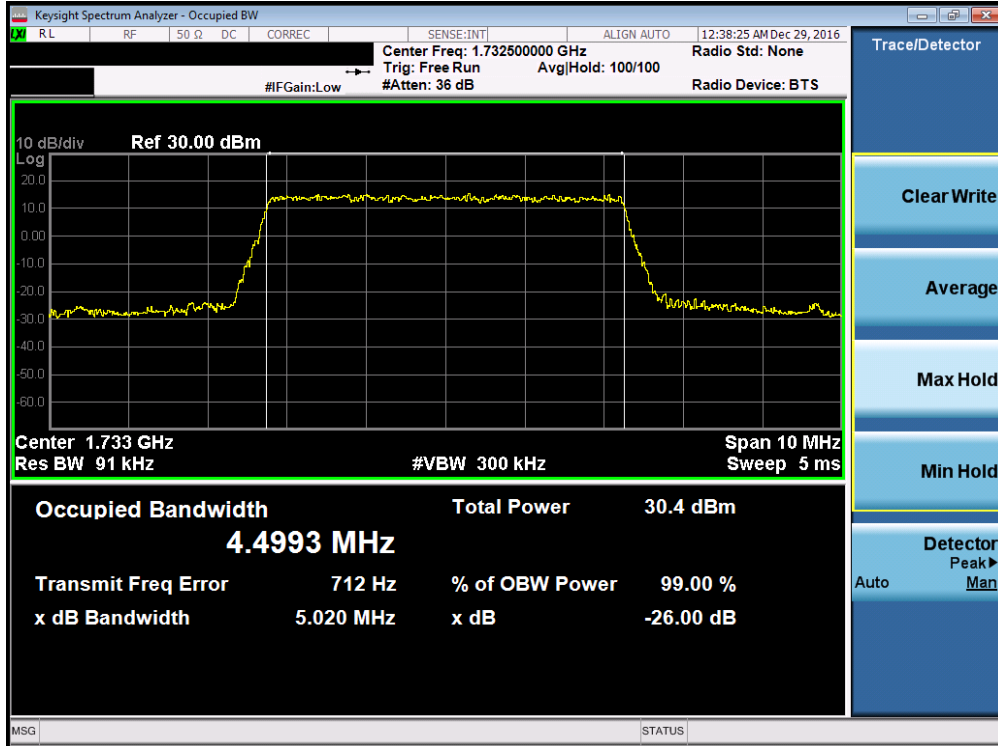 Keysight Spectrum Analyzer - Occupied BW
LXI RL RF 50 Ω DC CORREC SENSE:INT ALIGN AUTO 12:38:25 AM Dec 29, 2016
Center Freq: 1.732500000 GHz Radio Std: None
Trig: Free Run Avg|Hold: 100/100
#IFGain:Low #Atten: 36 dB Radio Device: BTS
Trace/Detector
10 dB/div Ref 30.00 dBm
Log
20.0
10.0
0.00
-10.0
-20.0
-30.0
-40.0
-50.0
-60.0
Center 1.733 GHz Span 10 MHz
Res BW 91 kHz #VBW 300 kHz Sweep 5 ms
Occupied Bandwidth Total Power 30.4 dBm
4.4993 MHz
Transmit Freq Error 712 Hz % of OBW Power 99.00 %
x dB Bandwidth 5.020 MHz x dB -26.00 dB
Clear Write
Average
Max Hold
Min Hold
Detector
Peak▶
Auto Man
MSG STATUS